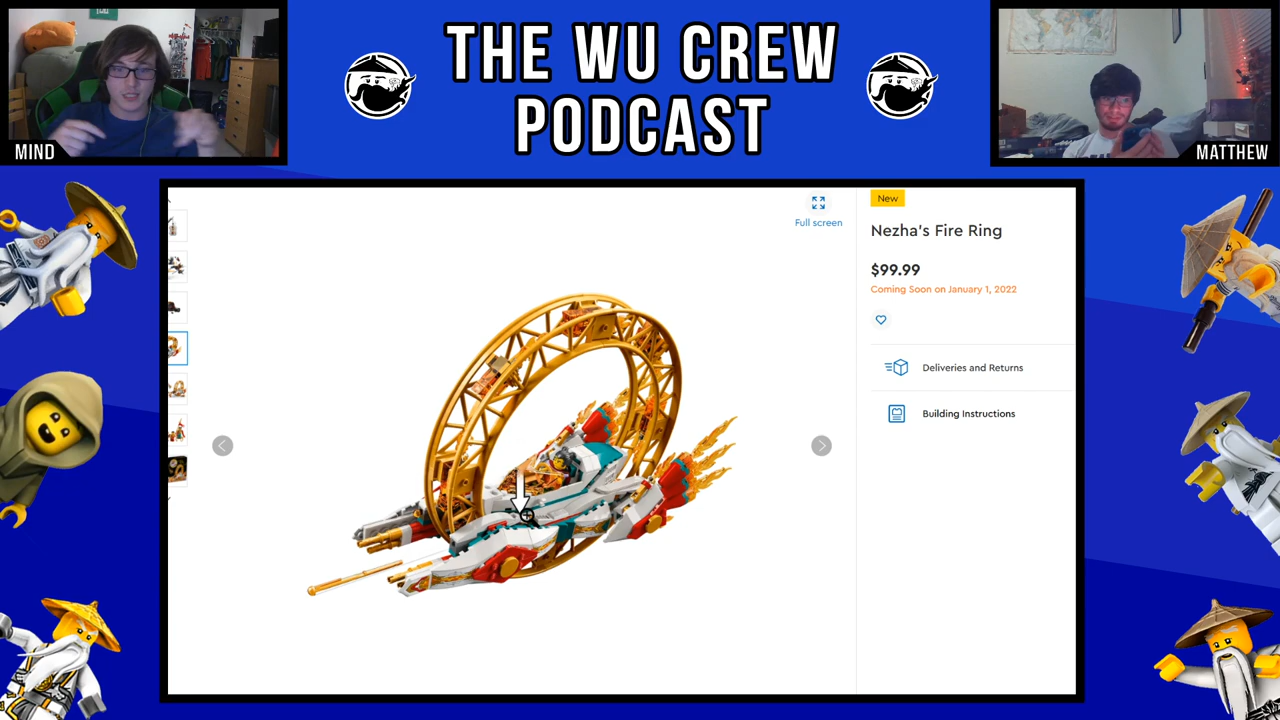 THE WU CREW
PODCAST
MIND
MATTHEW
Full screen
New
Nezha's Fire Ring
$99.99
Coming Soon on January 1, 2022
Deliveries and Returns
Building Instructions